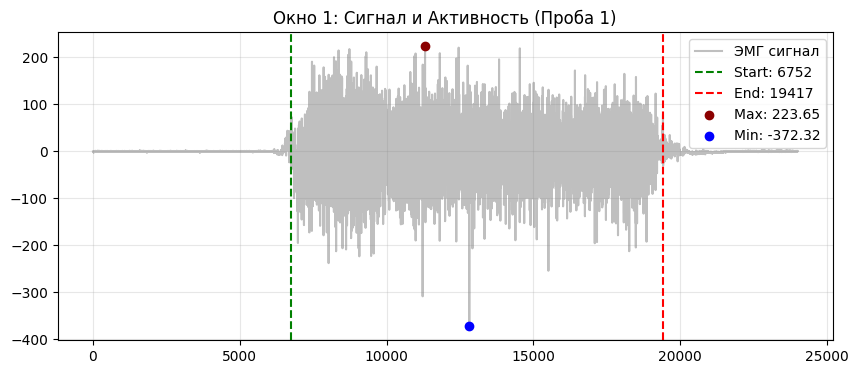 Окно 1: Сигнал и Активность (Проба 1)
200
100
0
−100
−200
−300
−400
0
5000
10000
15000
20000
25000
ЭМГ сигнал
Start: 6752
End: 19417
Max: 223.65
Min: -372.32